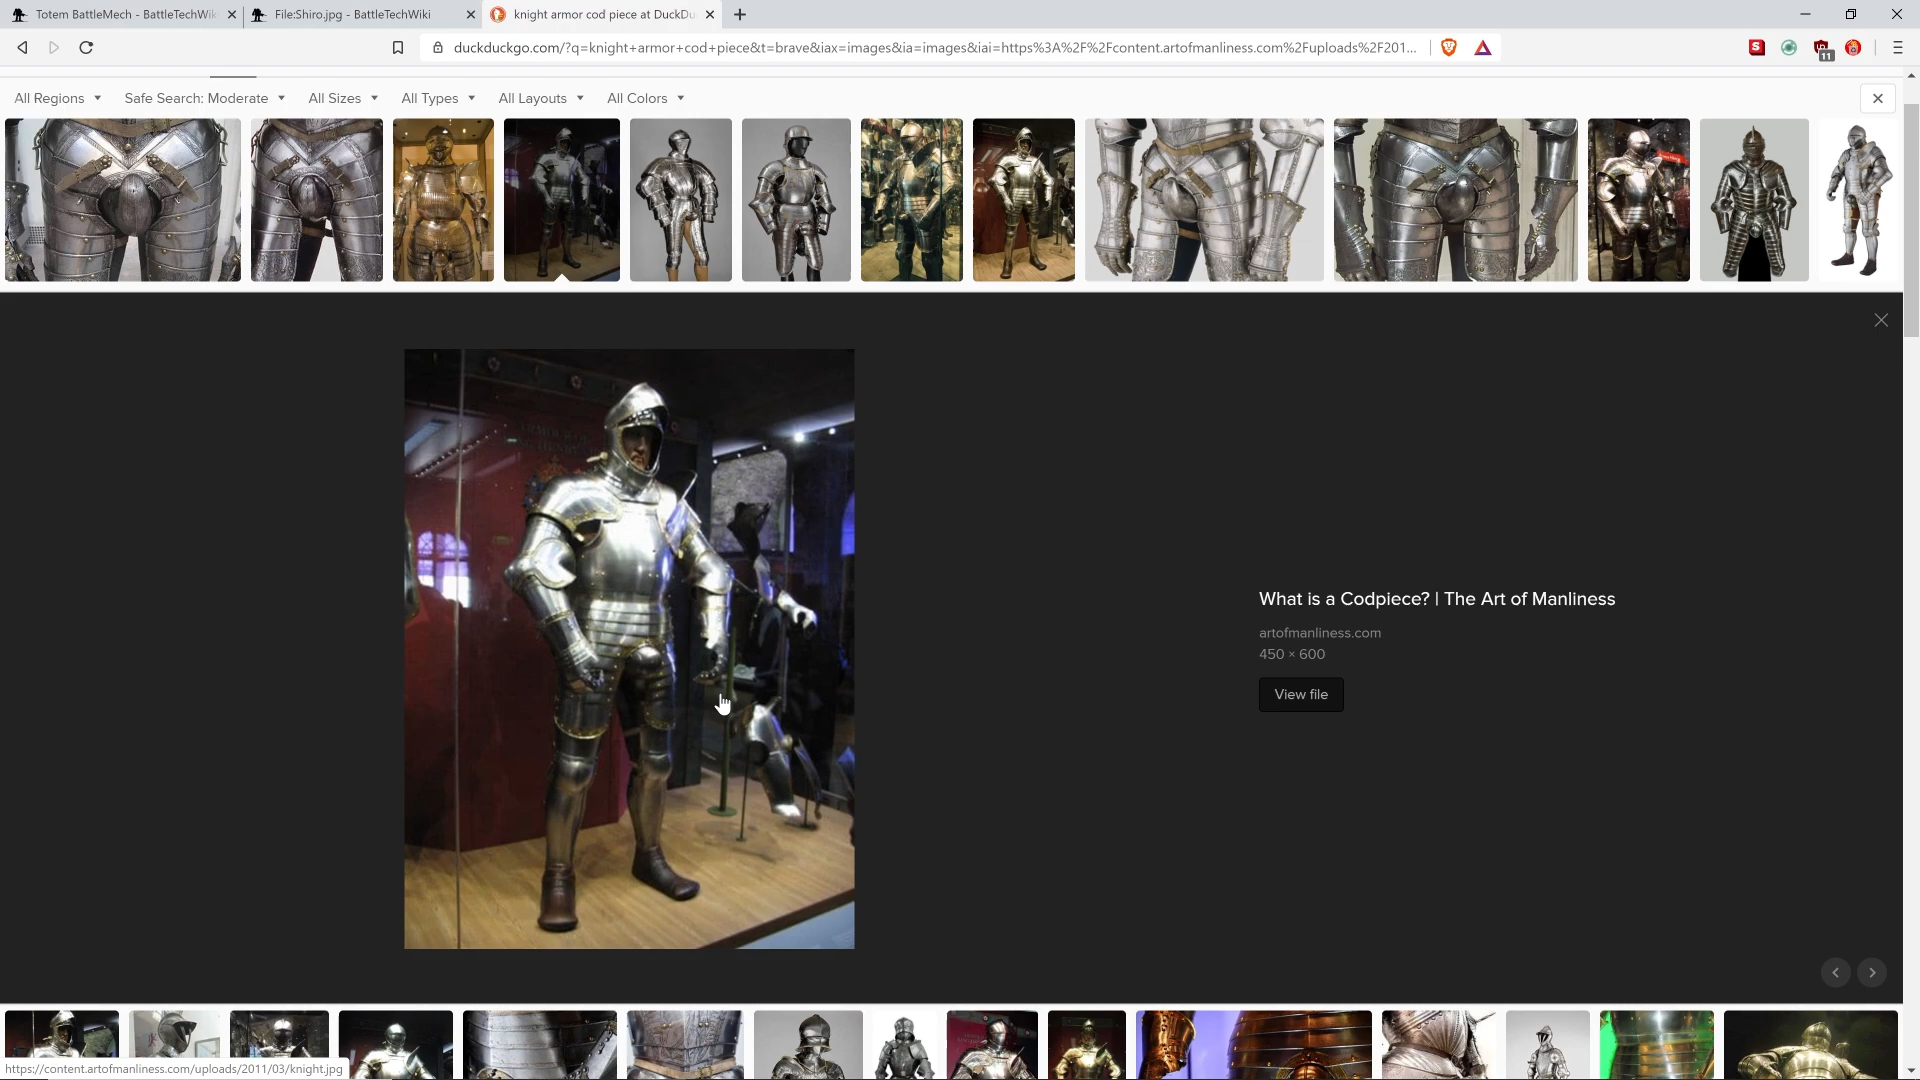 Totem BattleMech - BattleTechWik
File:Shiro.jpg - BattleTechWiki
knight armor cod piece at DuckDu
duckduckgo.com/?q=knight+armor+cod+piece&t=brave&iax=images&ia=images&iai=https%3A%2F%2Fcontent.artofmanliness.com%2Fuploads%2F201...
S
11
All Regions
Safe Search: Moderate
All Sizes
All Types
All Layouts
All Colors
What is a Codpiece? | The Art of Manliness
artofmanliness.com
450 × 600
View file
https://content.artofmanliness.com/uploads/2011/03/knight.jpg